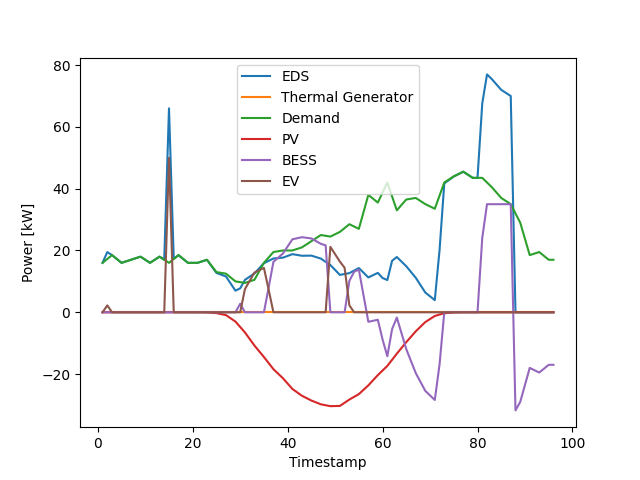 80
60
40
20
0
−20
0
20
40
60
80
100
Power [kW]
Timestamp
EDS
Thermal Generator
Demand
PV
BESS
EV